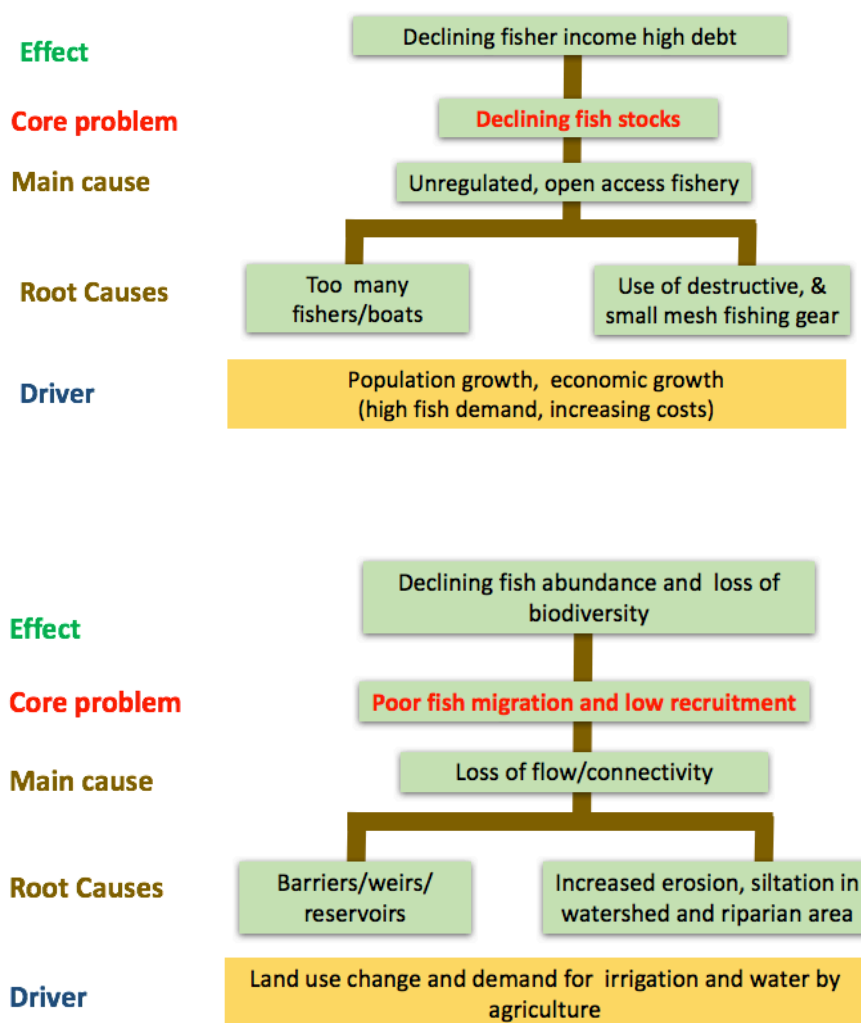 Effect
Declining fisher income high debt
Core problem
Declining fish stocks
Main cause
Unregulated, open access fishery
Root Causes
Too many
fishers/boats
Use of destructive, &
small mesh fishing gear
Driver
Population growth, economic growth
(high fish demand, increasing costs)
Effect
Declining fish abundance and loss of
biodiversity
Core problem
Poor fish migration and low recruitment
Main cause
Loss of flow/connectivity
Root Causes
Barriers/weirs/
reservoirs
Increased erosion, siltation in
watershed and riparian area
Driver
Land use change and demand for irrigation and water by
agriculture